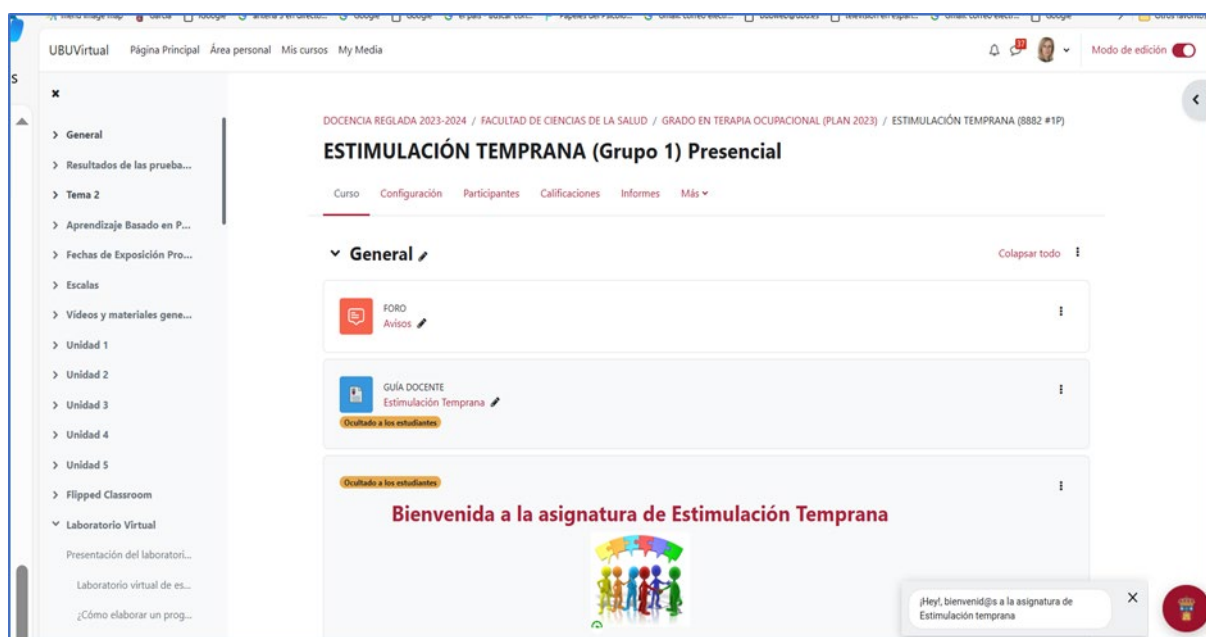 UBUVirtual Página Principal Área personal Mis cursos My Media
37
Modo de edición
S
General
Resultados de las prueba...
Tema 2
Aprendizaje Basado en P...
Fechas de Exposición Pro...
Escalas
Vídeos y materiales gene...
Unidad 1
Unidad 2
Unidad 3
Unidad 4
Unidad 5
Flipped Classroom
Laboratorio Virtual
Presentación del laboratori...
Laboratorio virtual de es...
¿Cómo elaborar un prog...
DOCENCIA REGLADA 2023-2024 / FACULTAD DE CIENCIAS DE LA SALUD / GRADO EN TERAPIA OCUPACIONAL (PLAN 2023) / ESTIMULACIÓN TEMPRANA (8882 #1P)
ESTIMULACIÓN TEMPRANA (Grupo 1) Presencial
Curso Configuración Participantes Calificaciones Informes Más
General
Colapsar todo
FORO
Avisos
GUÍA DOCENTE
Estimulación Temprana
Ocultado a los estudiantes
Ocultado a los estudiantes
Bienvenida a la asignatura de Estimulación Temprana
¡Hey!, bienvenid@s a la asignatura de
Estimulación temprana